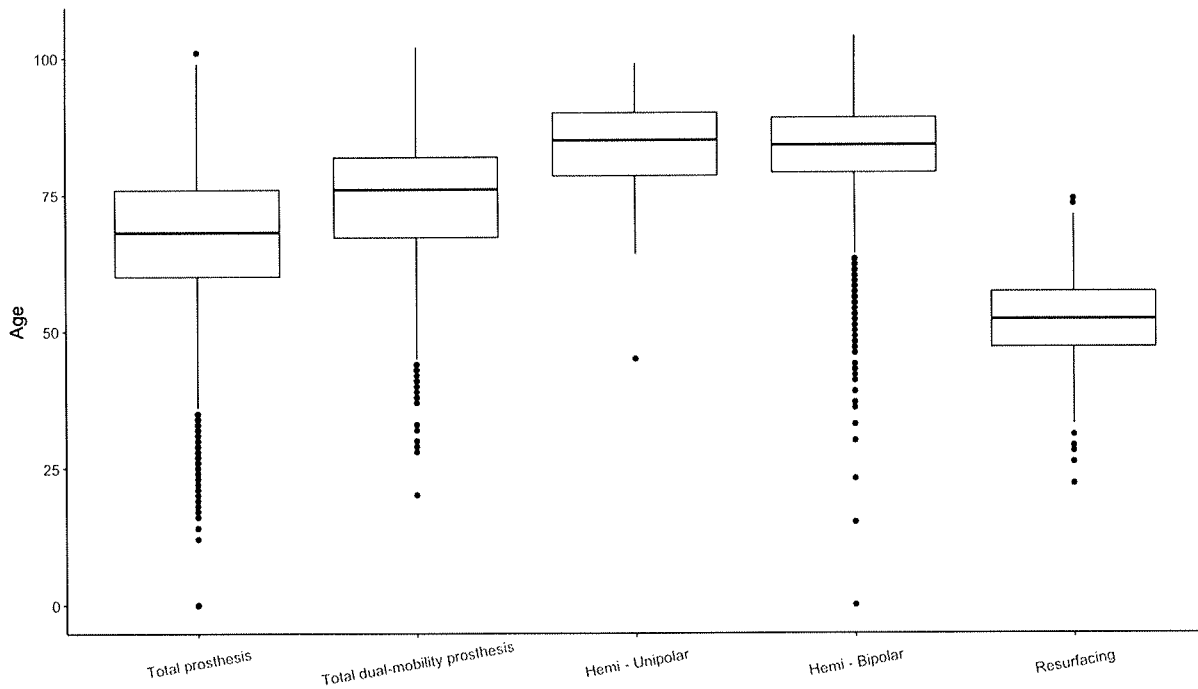 Age
100
75
50
25
0
Total prosthesis
Total dual-mobility prosthesis
Hemi - Unipolar
Hemi - Bipolar
Resurfacing